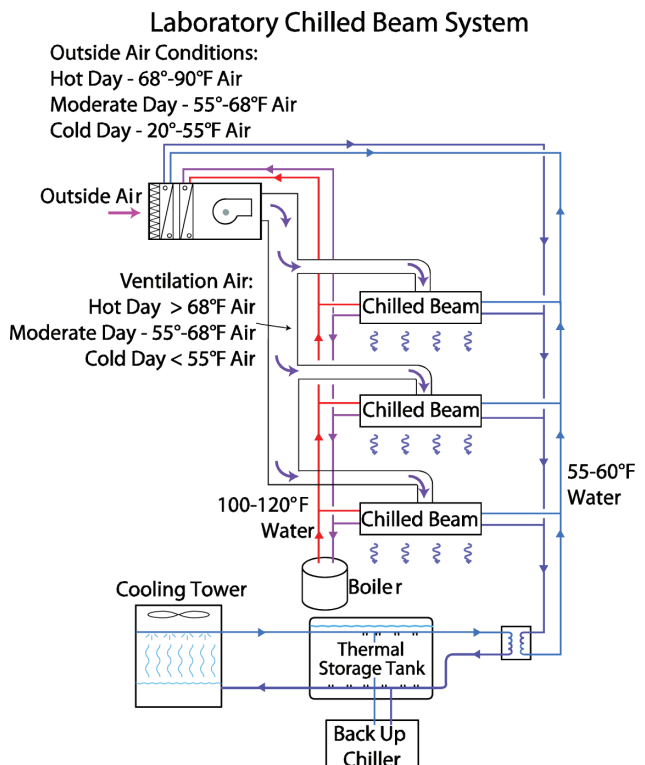 Laboratory Chilled Beam System
Outside Air Conditions:
Hot Day - 68°-90°F Air
Moderate Day - 55°-68°F Air
Cold Day - 20°-55°F Air
Outside Air
Ventilation Air:
Hot Day > 68°F Air
Moderate Day - 55°-68°F Air
Cold Day < 55°F Air
Chilled Beam
Chilled Beam
Chilled Beam
55-60°F
Water
100-120°F
Water
Boiler
Cooling Tower
Thermal
Storage Tank
Back Up
Chiller